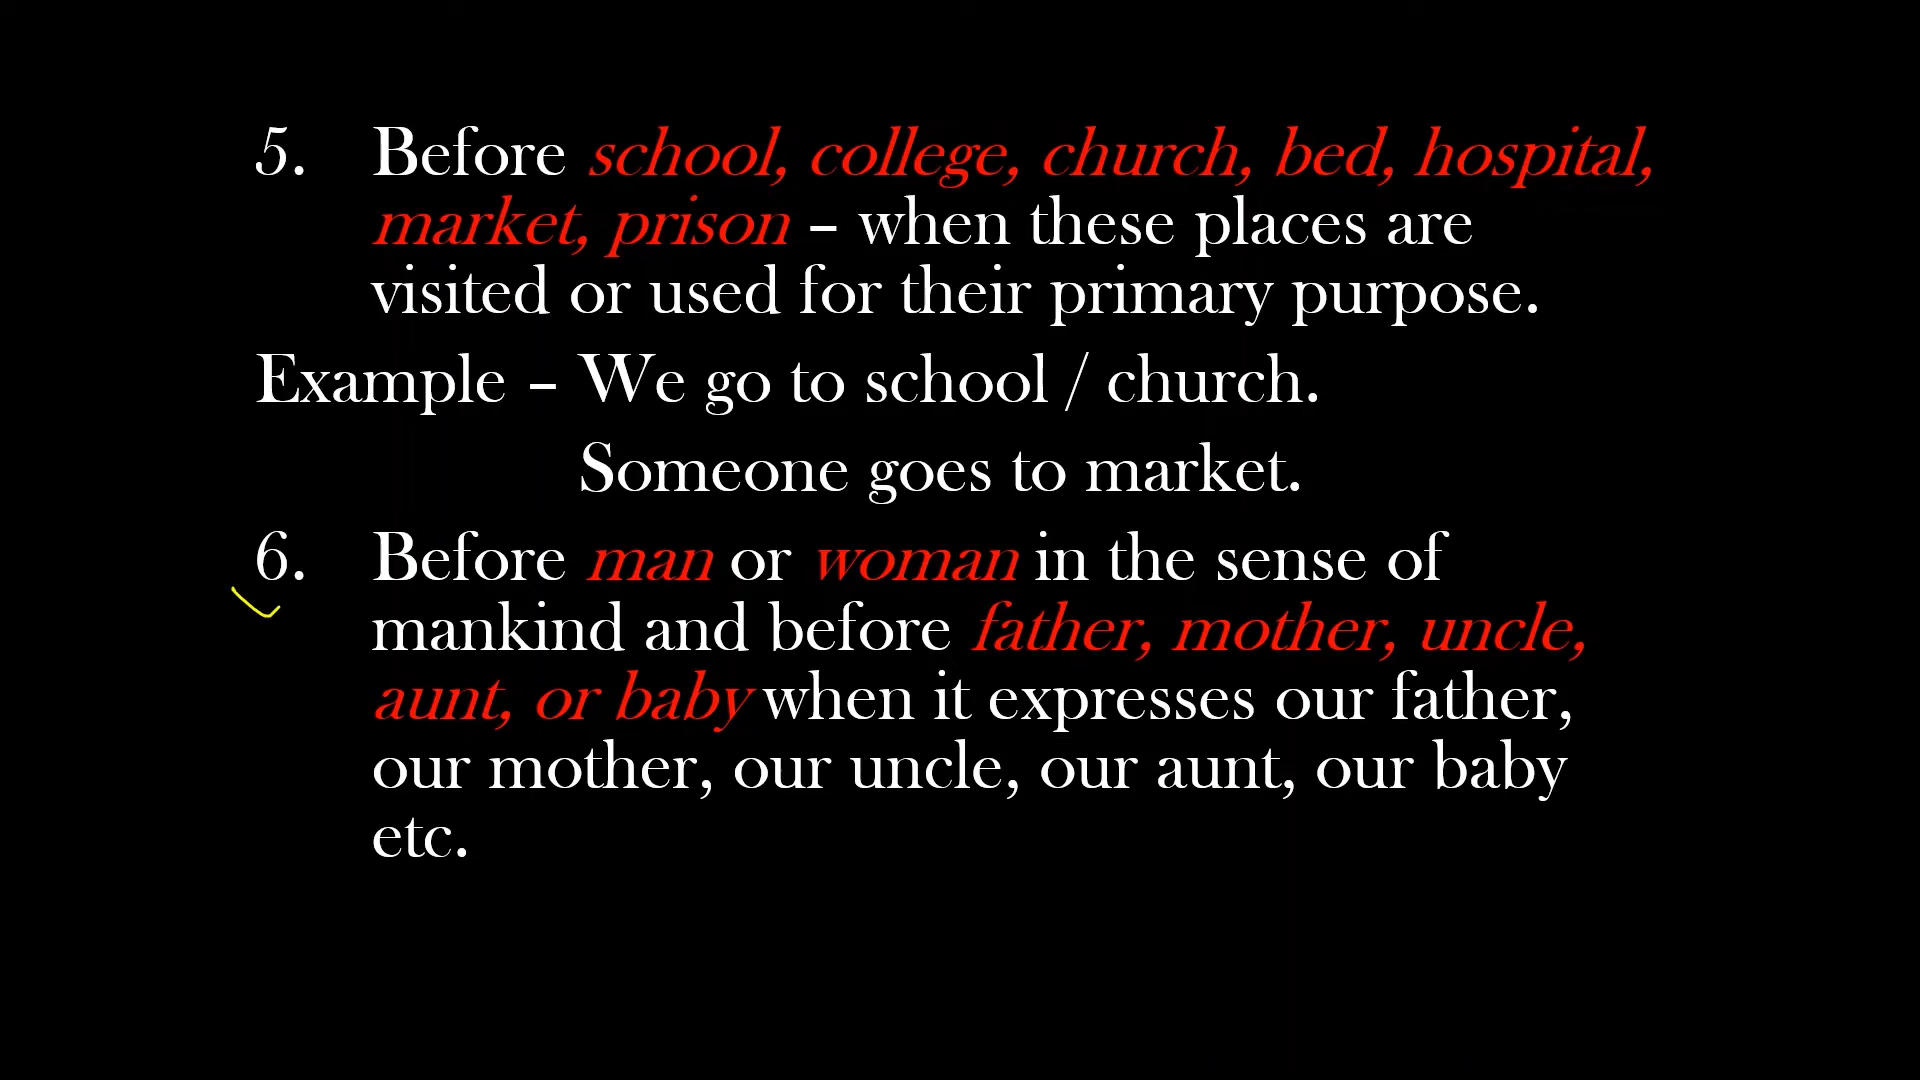 5. Before school, college, church, bed, hospital,
market, prison – when these places are
visited or used for their primary purpose.
Example – We go to school / church.
Someone goes to market.
6. Before man or woman in the sense of
mankind and before father, mother, uncle,
aunt, or baby when it expresses our father,
our mother, our uncle, our aunt, our baby
etc.